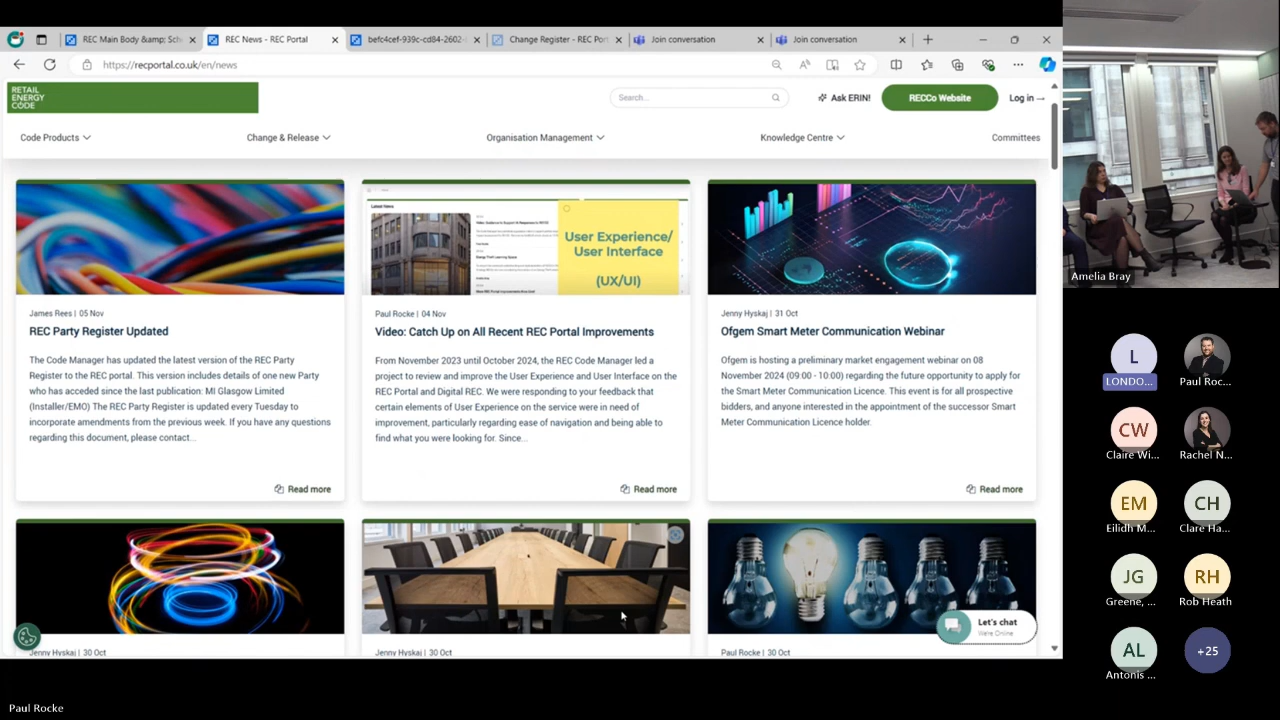 REC Main Body &amp; Sch
REC News - REC Portal
befc4cef-939c-cd84-2602-
Change Register - REC Port
Join conversation
Join conversation
https://recportal.co.uk/en/news
RETAIL
ENERGY
CODE
Search...
Ask ERIN!
RECCo Website
Log in →
Code Products
Change & Release
Organisation Management
Knowledge Centre
Committees
Latest News
User Experience/
User Interface
(UX/UI)
James Rees | 05 Nov
REC Party Register Updated
The Code Manager has updated the latest version of the REC Party
Register to the REC portal. This version includes details of one new Party
who has acceded since the last publication: MI Glasgow Limited
(Installer/EMO) The REC Party Register is updated every Tuesday to
incorporate amendments from the previous week. If you have any questions
regarding this document, please contact...
Read more
Paul Rocke | 04 Nov
Video: Catch Up on All Recent REC Portal Improvements
From November 2023 until October 2024, the REC Code Manager led a
project to review and improve the User Experience and User Interface on the
REC Portal and Digital REC. We were responding to your feedback that
certain elements of User Experience on the service were in need of
improvement, particularly regarding ease of navigation and being able to
find what you were looking for. Since...
Read more
Jenny Hyskaj | 31 Oct
Ofgem Smart Meter Communication Webinar
Ofgem is hosting a preliminary market engagement webinar on 08
November 2024 (09:00 - 10:00) regarding the future opportunity to apply for
the Smart Meter Communication Licence. This event is for all prospective
bidders, and anyone interested in the appointment of the successor Smart
Meter Communication Licence holder.
Read more
Jenny Hyskaj | 30 Oct
Jenny Hyskaj | 30 Oct
Paul Rocke | 30 Oct
Let's chat
We're Online
Amelia Bray
L
LONDO...
Paul Roc...
CW
Claire Wi...
Rachel N...
EM
Eilidh M...
CH
Clare Ha...
JG
Greene, ...
RH
Rob Heath
AL
Antonis ...
+25
Paul Rocke